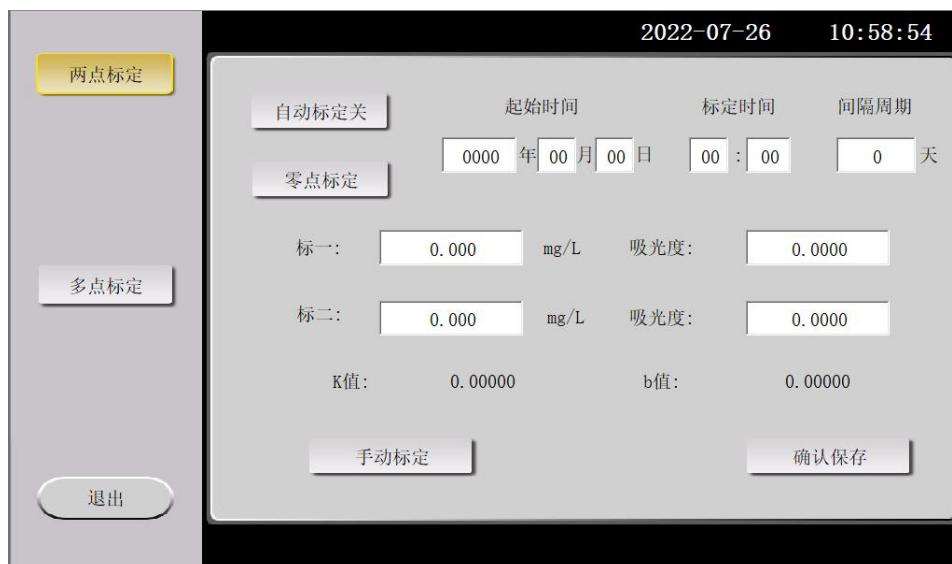 2022-07-26 10:58:54
两点标定
多点标定
退出
自动标定关 起始时间 标定时间 间隔周期
0000 年 00 月 00 日 00 : 00 0 天
零点标定
标一: 0.000 mg/L 吸光度: 0.0000
标二: 0.000 mg/L 吸光度: 0.0000
K值: 0.00000 b值: 0.00000
手动标定 确认保存